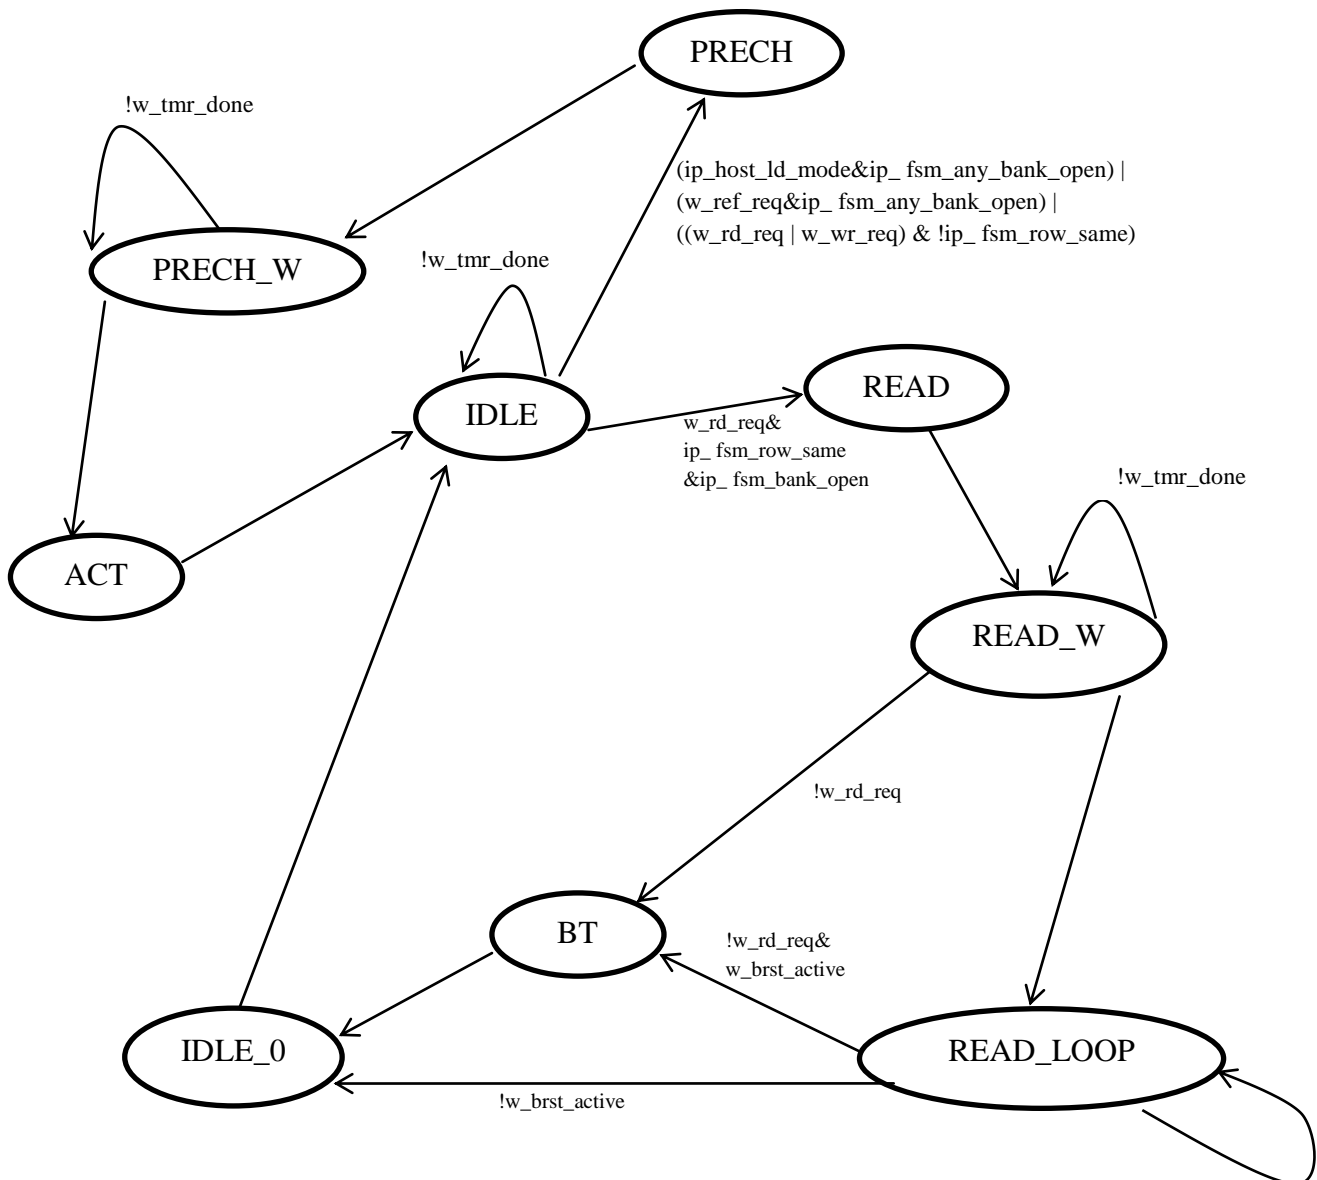 PRECH
!w_tmr_done
(ip_host_ld_mode&ip_ fsm_any_bank_open) |
(w_ref_req&ip_ fsm_any_bank_open) |
((w_rd_req | w_wr_req) & !ip_ fsm_row_same)
PRECH_W
!w_tmr_done
READ
IDLE
w_rd_req&
ip_ fsm_row_same
&ip_ fsm_bank_open
!w_tmr_done
ACT
READ_W
!w_rd_req
BT
!w_rd_req&
w_brst_active
IDLE_0
READ_LOOP
!w_brst_active